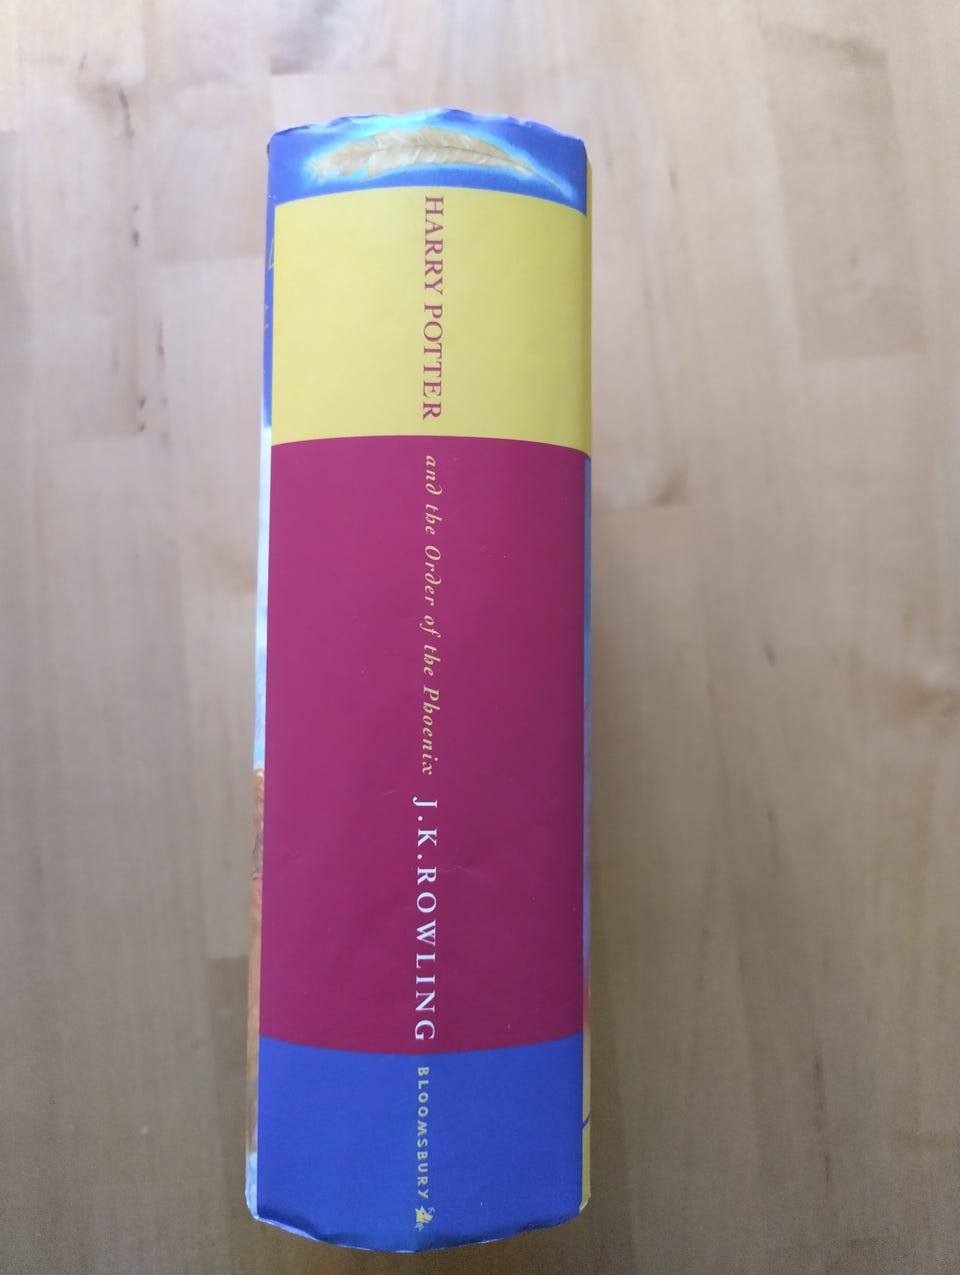 HARRY POTTER
and the Order of the Phoenix
J.K.ROWLING
BLOOMSBURY